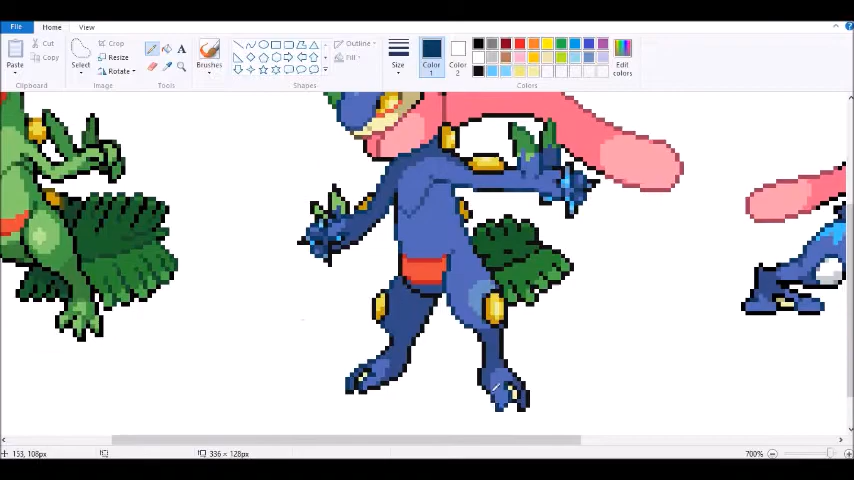 File Home View
Cut
Copy
Paste
Clipboard
Crop
Resize
Rotate
Select
Image
A
Tools
Brushes
Outline
Fill
Shapes
Size
Color 1
Color 2
Edit colors
Colors
153, 108px
336 × 128px
700%